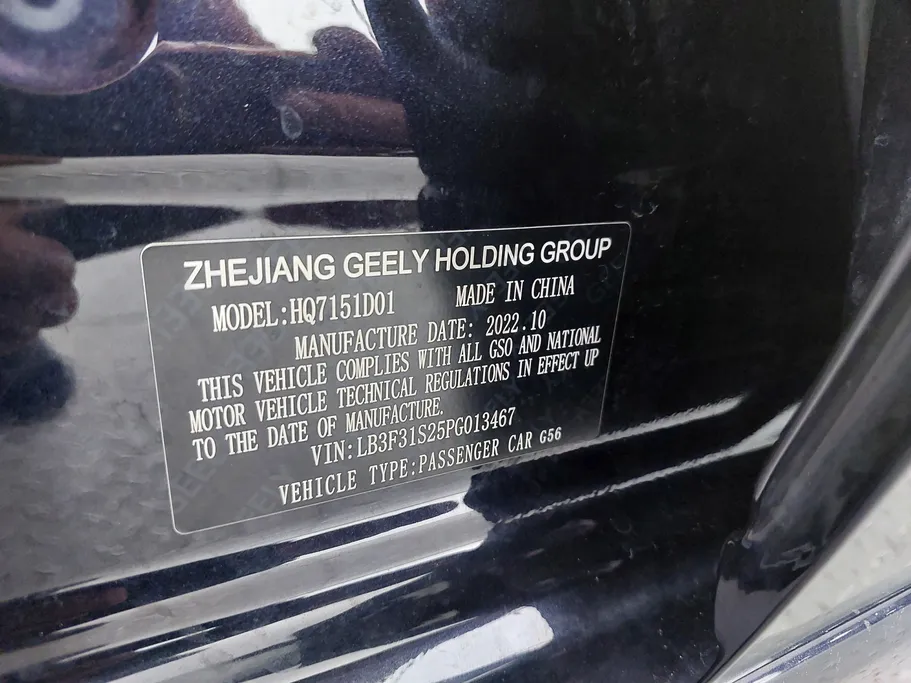 ZHEJIANG GEELY HOLDING GROUP
MODEL:HQ7151D01 MADE IN CHINA
MANUFACTURE DATE: 2022.10
THIS VEHICLE COMPLIES WITH ALL GSO AND NATIONAL
MOTOR VEHICLE TECHNICAL REGULATIONS IN EFFECT UP
TO THE DATE OF MANUFACTURE.
VIN:LB3F31S25PG013467
VEHICLE TYPE:PASSENGER CAR G56